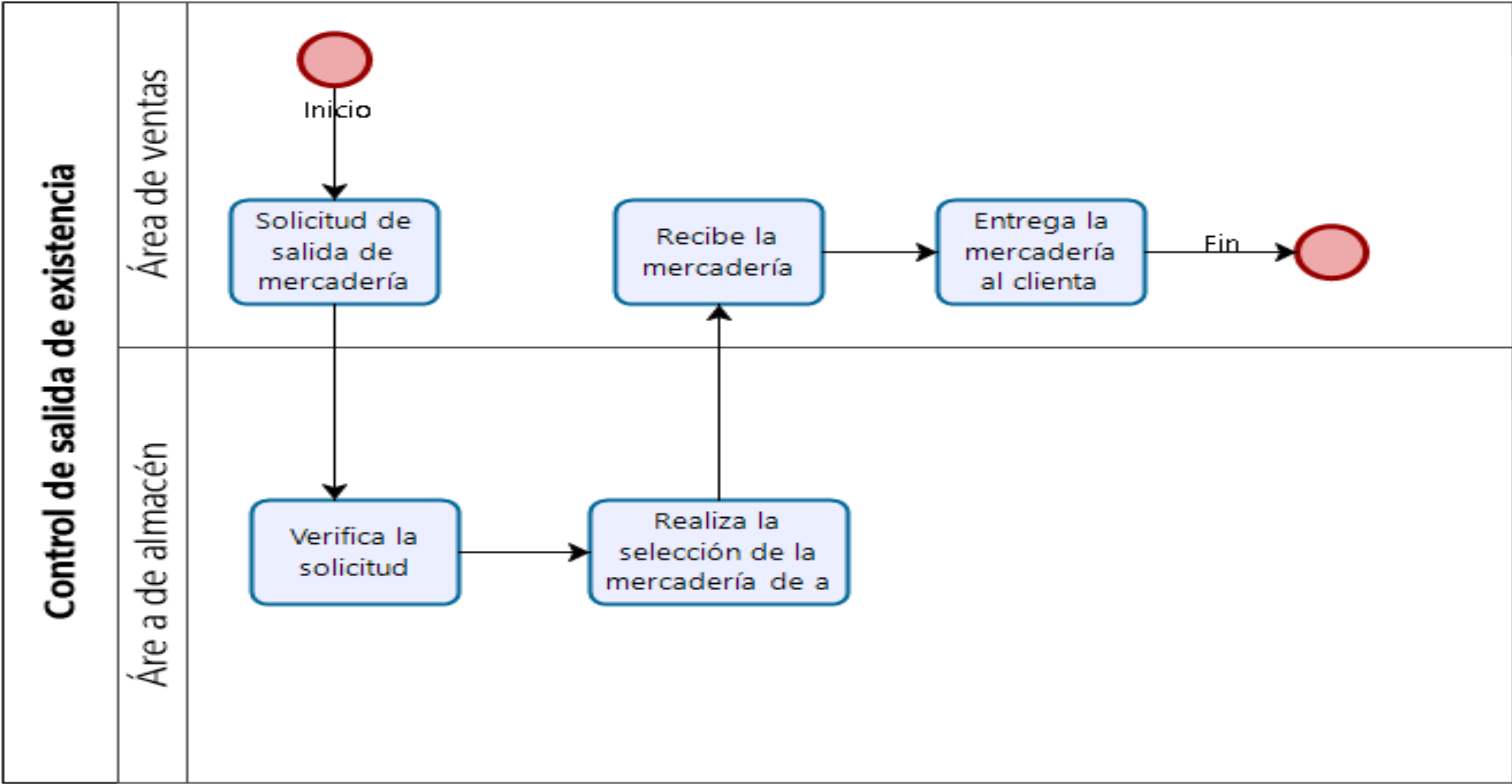 Control de salida de existencia
Área de ventas
Inicio
Solicitud de
salida de
mercadería
Recibe la
mercadería
Entrega la
mercadería
al clienta
Fin
Áre a de almacén
Verifica la
solicitud
Realiza la
selección de la
mercadería de a